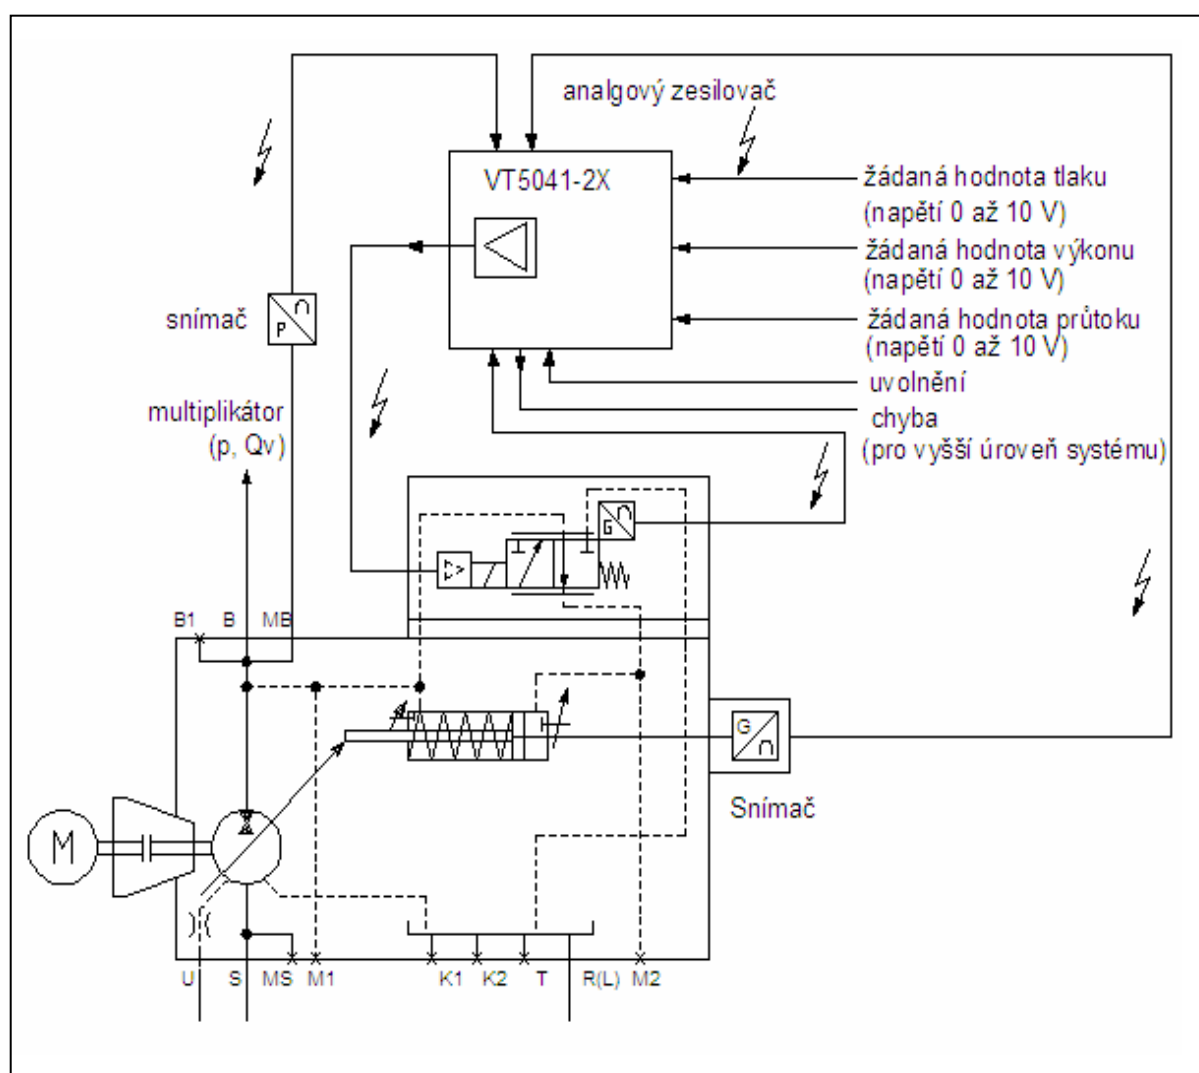 analgový zesilovač
VT5041-2X
žádaná hodnota tlaku
(napětí 0 až 10 V)
žádaná hodnota výkonu
(napětí 0 až 10 V)
žádaná hodnota průtoku
(napětí 0 až 10 V)
uvolnění
chyba
(pro vyšší úroveň systému)
snímač
P
multiplikátor
(p, Qv)
G
B1 B MB
G
Snímač
M
U S MS M1 K1 K2 T R(L) M2